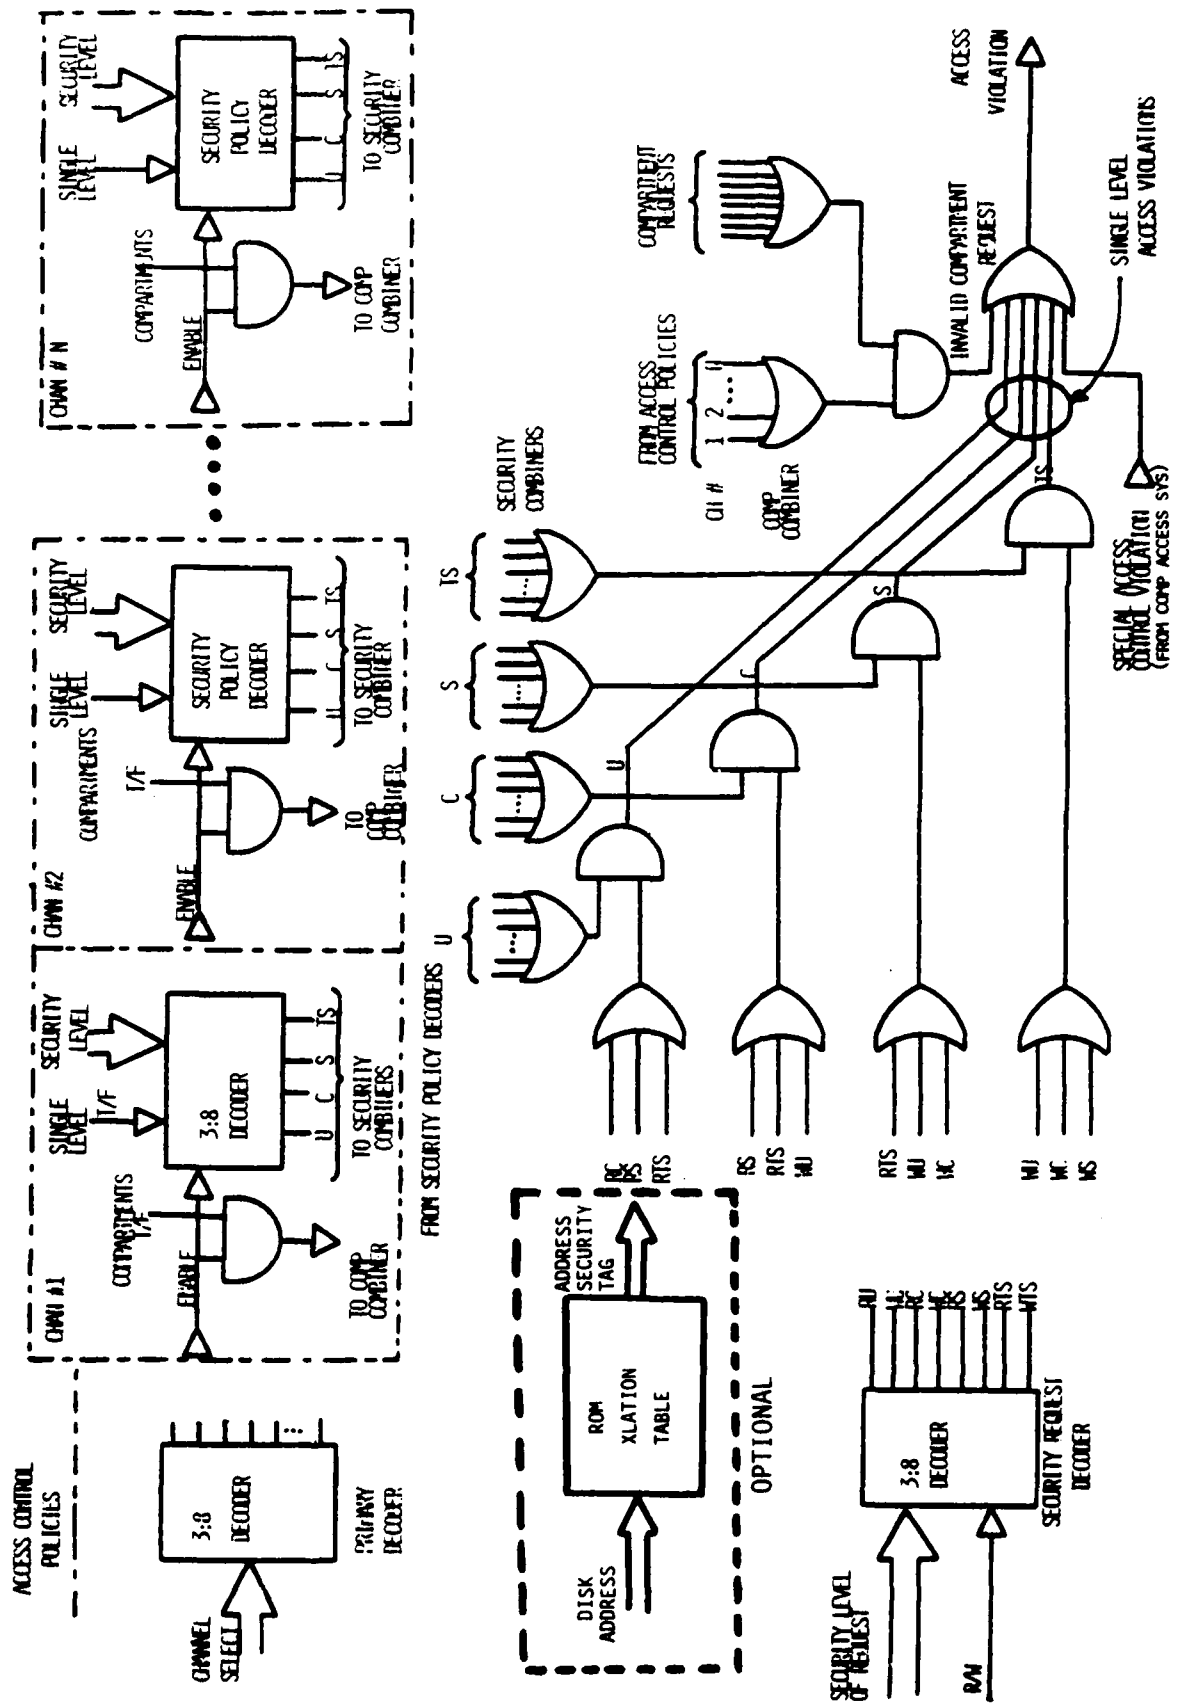 ACCESS CONTROL
POLICIES
CHANNEL
SELECT
3:8
DECODER
PRIMARY
DECODER
CHAN #1
ENABLE
COMPARTMENTS
T/F
TO COMP
COMBINER
SINGLE
LEVEL
T/F
SECURITY
LEVEL
3:8
DECODER
U
C
S
TS
TO SECURITY
COMBINERS
CHAN #2
ENABLE
COMPARTMENTS
T/F
TO
COMP
COMBINER
SINGLE
LEVEL
SECURITY
LEVEL
SECURITY
POLICY
DECODER
U
C
S
TS
TO SECURITY
COMBINER
CHAN # N
ENABLE
COMPARTMENTS
TO COMP
COMBINER
SINGLE
LEVEL
SECURITY
LEVEL
SECURITY
POLICY
DECODER
U
C
S
TS
TO SECURITY
COMBINER
FROM SECURITY POLICY DECODERS
U
C
S
TS
SECURITY
COMBINERS
DISK
ADDRESS
ROM
XLATION
TABLE
ADDRESS
SECURITY
TAG
OPTIONAL
RC
RS
RTS
RS
RTS
WU
RTS
WU
WC
WU
WC
WS
U
C
S
TS
FROM ACCESS
CONTROL POLICIES
CH #
1 2 ... N
COMP
COMBINER
COMPARTMENT
REQUESTS
INVALID COMPARTMENT
REQUEST
ACCESS
VIOLATION
SINGLE LEVEL
ACCESS VIOLATIONS
SPECIAL ACCESS
CONTROL VIOLATION
(FROM COMP ACCESS SYS)
SECURITY LEVEL
OF REQUEST
R/W
3:8
DECODER
SECURITY REQUEST
DECODER
RU
WU
RC
WC
RS
WS
RTS
WTS